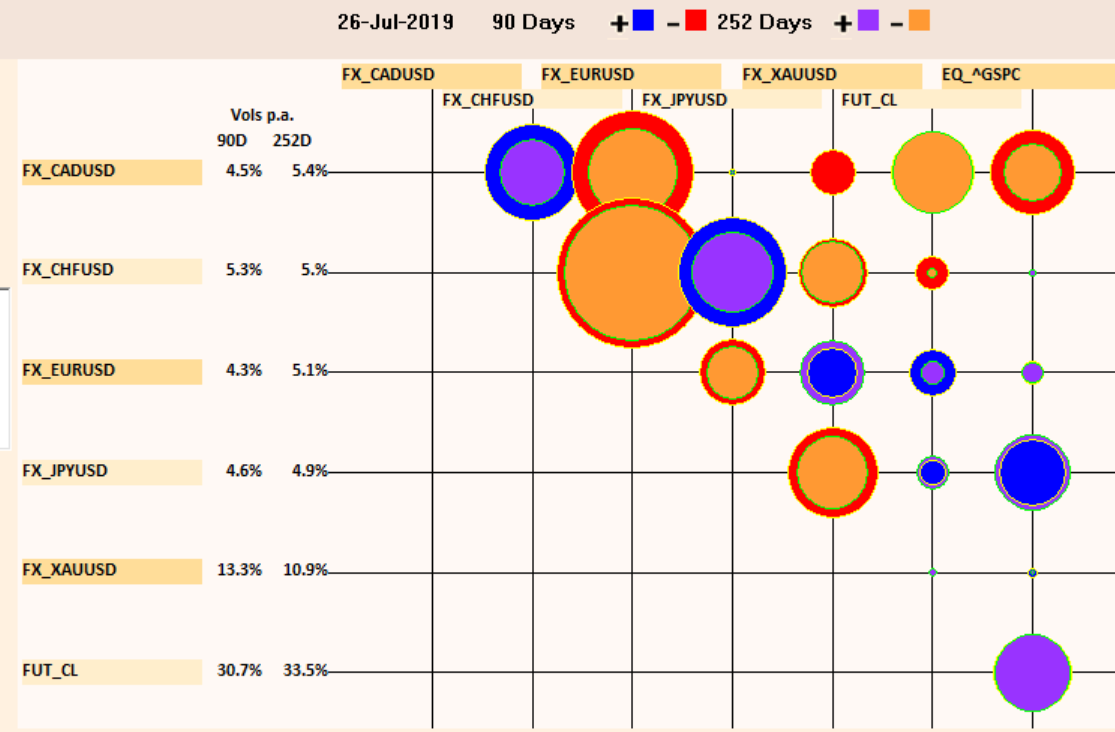 26-Jul-2019 90 Days + - 252 Days + -
FX_CADUSD FX_EURUSD FX_XAUUSD EQ_^GSPC
FX_CHFUSD FX_JPYUSD FUT_CL
Vols p.a.
90D 252D
FX_CADUSD 4.5% 5.4%
FX_CHFUSD 5.3% 5.%
FX_EURUSD 4.3% 5.1%
FX_JPYUSD 4.6% 4.9%
FX_XAUUSD 13.3% 10.9%
FUT_CL 30.7% 33.5%